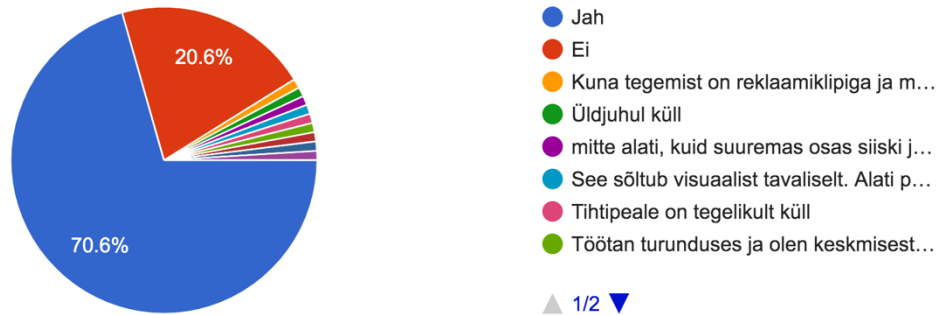 20.6%
70.6%
Jah
Ei
Kuna tegemist on reklaamiklipiga ja m…
Üldjuhul küll
mitte alati, kuid suuremas osas siiski j…
See sõltub visuaalist tavaliselt. Alati p…
Tihtipeale on tegelikult küll
Töötan turunduses ja olen keskmisest…
1/2